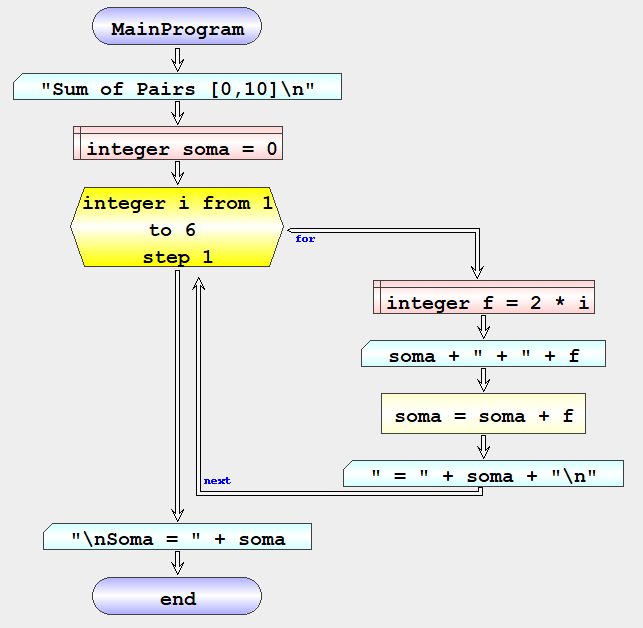 MainProgram
"Sum of Pairs [0,10]\n"
integer soma = 0
integer i from 1
to 6
step 1
for
integer f = 2 * i
soma + " + " + f
soma = soma + f
" = " + soma + "\n"
next
"\nSoma = " + soma
end